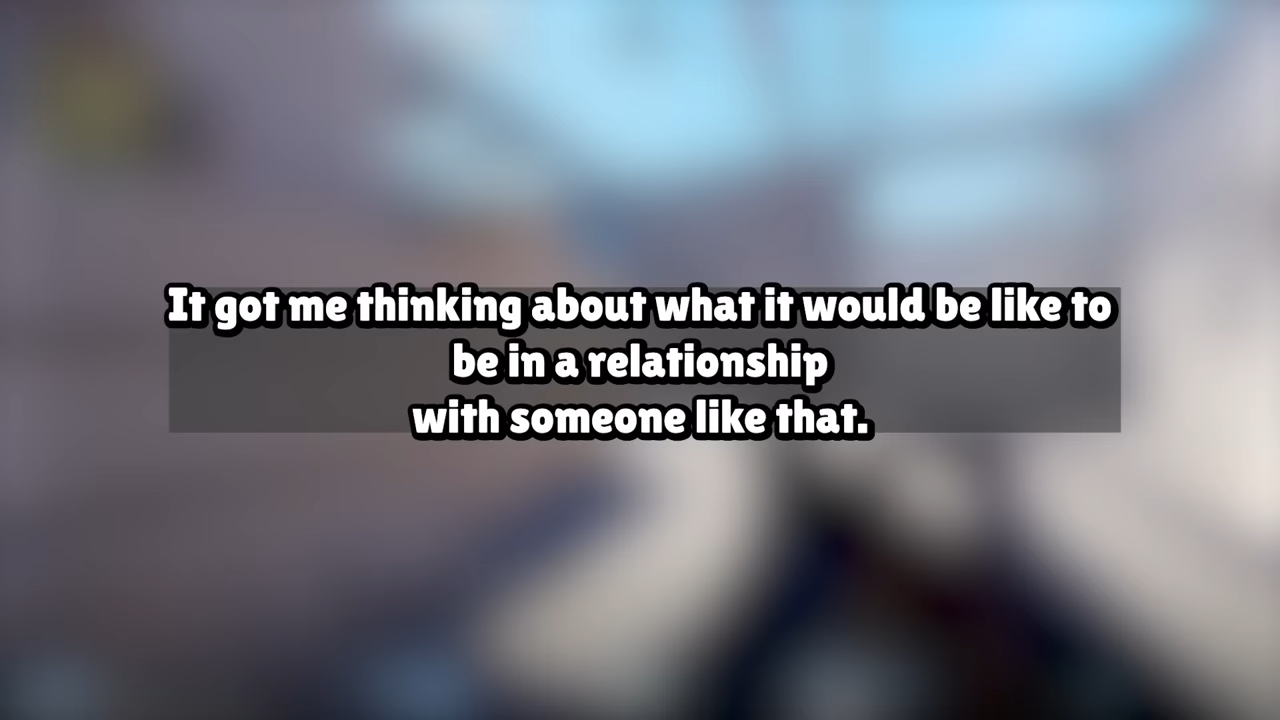 It got me thinking about what it would be like to
be in a relationship
with someone like that.